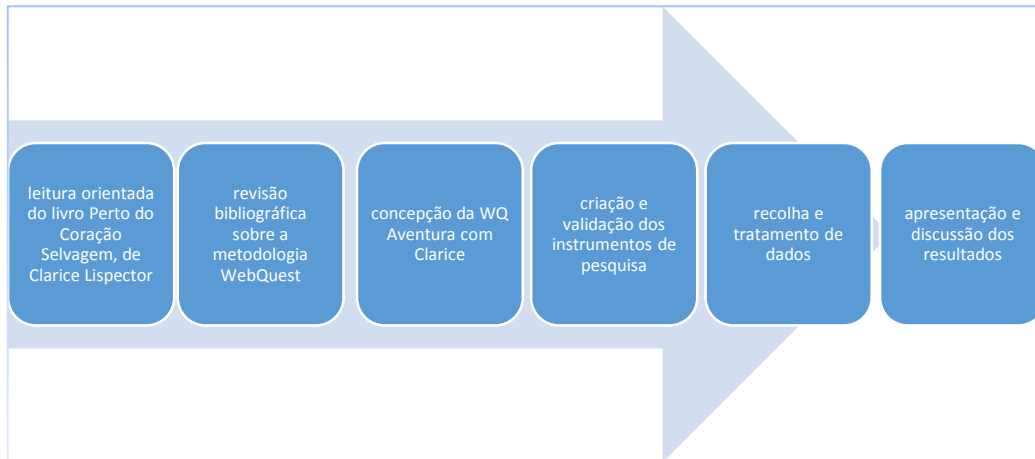 leitura orientada
do livro Perto do
Coração
Selvagem, de
Clarice Lispector
revisão
bibliográfica
sobre a
metodologia
WebQuest
concepção da WQ
Aventura com
Clarice
criação e
validação dos
instrumentos de
pesquisa
recolha e
tratamento de
dados
apresentação e
discussão dos
resultados